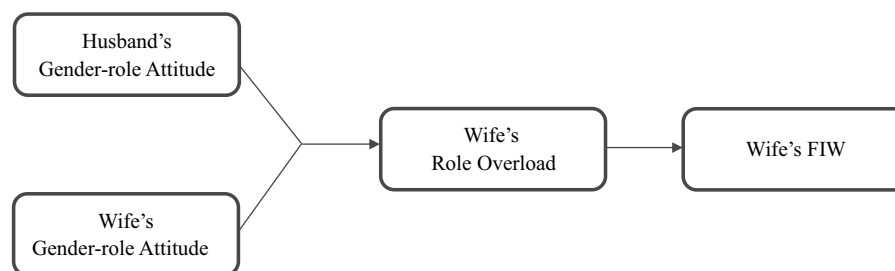 Husband’s
Gender-role Attitude
Wife’s
Role Overload
Wife’s FIW
Wife’s
Gender-role Attitude